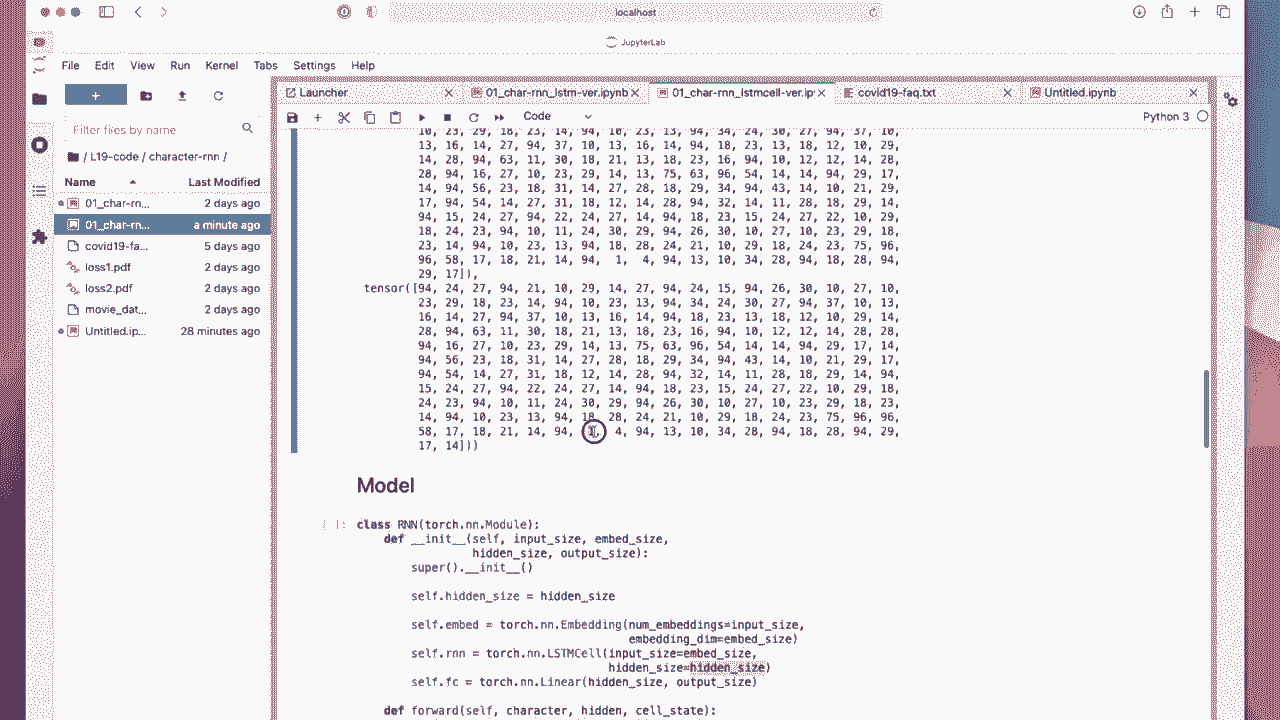 localhost
JupyterLab
File Edit View Run Kernel Tabs Settings Help
Launcher 01_char-rnn_lstm-ver.ipynb 01_char-rnn_lstmcell-ver.ip covid19-faq.txt Untitled.ipynb
Code Python 3
Filter files by name
/ L19-code / character-rnn /
Name Last Modified
01_char-rn... 2 days ago
01_char-rn... a minute ago
covid19-fa... 5 days ago
loss1.pdf 2 days ago
loss2.pdf 2 days ago
movie_dat... 2 days ago
Untitled.ip... 28 minutes ago
10, 23, 29, 18, 23, 14, 94, 10, 23, 13, 94, 34, 24, 30, 27, 94, 37, 10,
13, 16, 14, 27, 94, 37, 10, 13, 16, 14, 94, 18, 23, 13, 18, 12, 10, 29,
14, 28, 94, 63, 11, 30, 18, 21, 13, 18, 23, 16, 94, 10, 12, 12, 14, 28,
28, 94, 16, 27, 10, 23, 29, 14, 13, 75, 63, 96, 54, 14, 14, 94, 29, 17,
14, 94, 56, 23, 18, 31, 14, 27, 28, 18, 29, 34, 94, 43, 14, 10, 21, 29,
17, 94, 54, 14, 27, 31, 18, 12, 14, 28, 94, 32, 14, 11, 28, 18, 29, 14,
94, 15, 24, 27, 94, 22, 24, 27, 14, 94, 18, 23, 15, 24, 27, 22, 10, 29,
18, 24, 23, 94, 10, 11, 24, 30, 29, 94, 26, 30, 10, 27, 10, 23, 29, 18,
23, 14, 94, 10, 23, 13, 94, 18, 28, 24, 21, 10, 29, 18, 24, 23, 75, 96,
96, 58, 17, 18, 21, 14, 94, 1, 4, 94, 13, 10, 34, 28, 94, 18, 28, 94,
29, 17]),
tensor([94, 24, 27, 94, 21, 10, 29, 14, 27, 94, 24, 15, 94, 26, 30, 10, 27, 10,
23, 29, 18, 23, 14, 94, 10, 23, 13, 94, 34, 24, 30, 27, 94, 37, 10, 13,
16, 14, 27, 94, 37, 10, 13, 16, 14, 94, 18, 23, 13, 18, 12, 10, 29, 14,
28, 94, 63, 11, 30, 18, 21, 13, 18, 23, 16, 94, 10, 12, 12, 14, 28, 28,
94, 16, 27, 10, 23, 29, 14, 13, 75, 63, 96, 54, 14, 14, 94, 29, 17, 14,
94, 56, 23, 18, 31, 14, 27, 28, 18, 29, 34, 94, 43, 14, 10, 21, 29, 17,
94, 54, 14, 27, 31, 18, 12, 14, 28, 94, 32, 14, 11, 28, 18, 29, 14, 94,
15, 24, 27, 94, 22, 24, 27, 14, 94, 18, 23, 15, 24, 27, 22, 10, 29, 18,
24, 23, 94, 10, 11, 24, 30, 29, 94, 26, 30, 10, 27, 10, 23, 29, 18, 23,
14, 94, 10, 23, 13, 94, 18, 28, 24, 21, 10, 29, 18, 24, 23, 75, 96, 96,
58, 17, 18, 21, 14, 94, 1, 4, 94, 13, 10, 34, 28, 94, 18, 28, 94, 29,
17, 14]))
Model
[ ]: class RNN(torch.nn.Module):
def __init__(self, input_size, embed_size,
hidden_size, output_size):
super().__init__()
self.hidden_size = hidden_size
self.embed = torch.nn.Embedding(num_embeddings=input_size,
embedding_dim=embed_size)
self.rnn = torch.nn.LSTMCell(input_size=embed_size,
hidden_size=hidden_size)
self.fc = torch.nn.Linear(hidden_size, output_size)
def forward(self, character, hidden, cell_state):